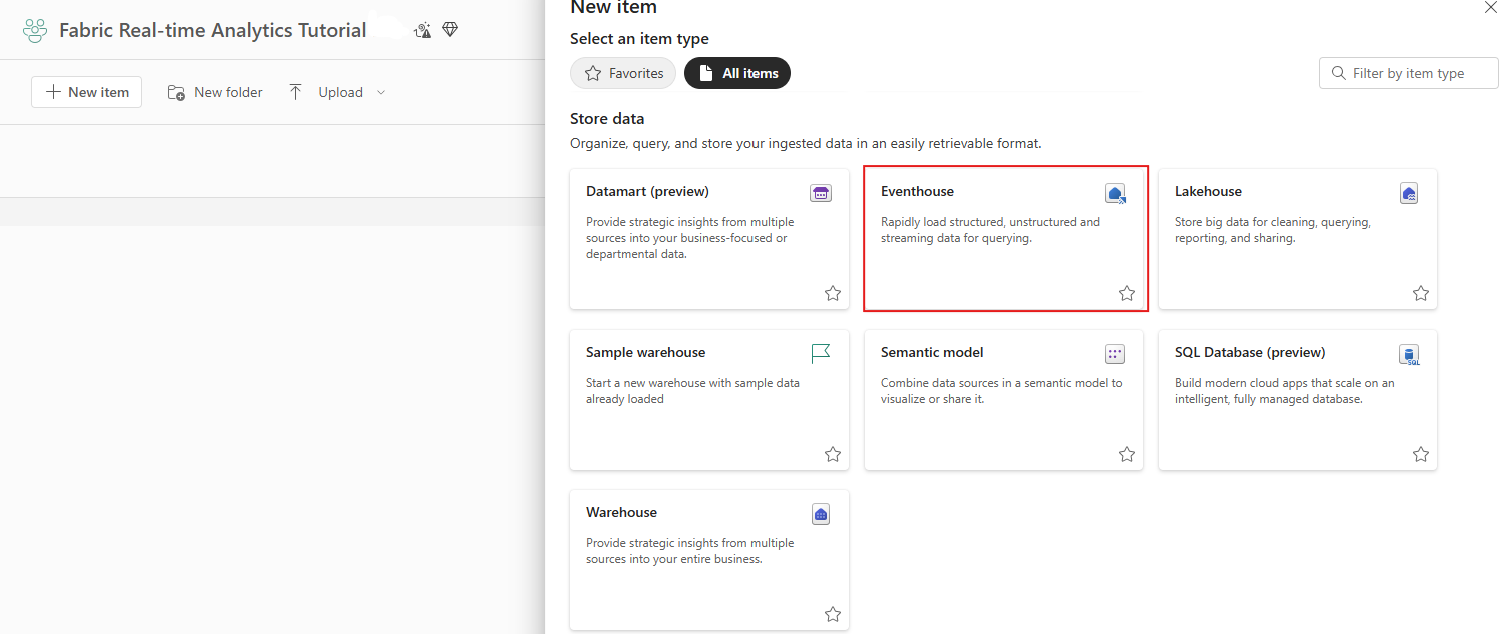 Fabric Real-time Analytics Tutorial
New item
New folder
Upload
New item
Select an item type
Favorites
All items
Filter by item type
Store data
Organize, query, and store your ingested data in an easily retrievable format.
Datamart (preview)
Provide strategic insights from multiple
sources into your business-focused or
departmental data.
Eventhouse
Rapidly load structured, unstructured and
streaming data for querying.
Lakehouse
Store big data for cleaning, querying,
reporting, and sharing.
Sample warehouse
Start a new warehouse with sample data
already loaded
Semantic model
Combine data sources in a semantic model to
visualize or share it.
SQL Database (preview)
SQL
Build modern cloud apps that scale on an
intelligent, fully managed database.
Warehouse
Provide strategic insights from multiple
sources into your entire business.